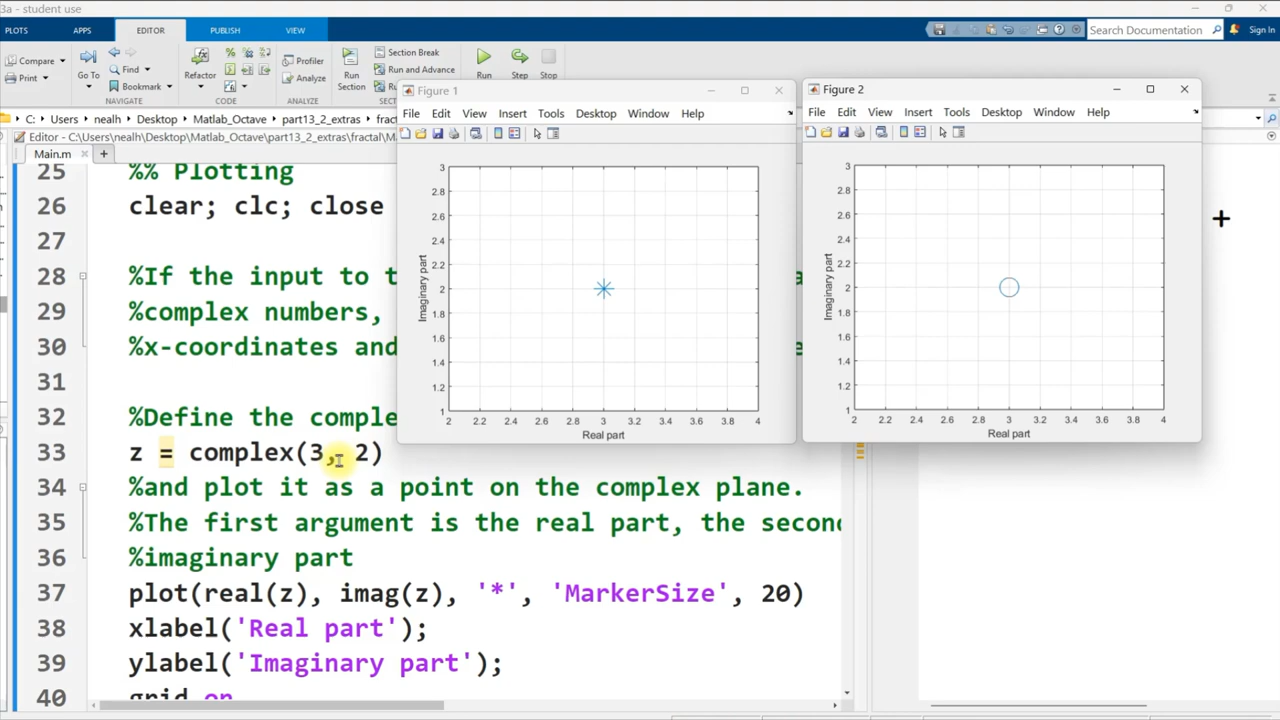 3a - student use
PLOTS APPS EDITOR PUBLISH VIEW Search Documentation Sign In
Compare Go To Find Refactor Profiler Section Break
Print Bookmark Analyze Run Section Run and Advance Run Step Stop
NAVIGATE CODE ANALYZE
C: Users nealh Desktop Matlab_Octave part13_2_extras
Editor - C:\Users\nealh\Desktop\Matlab_Octave\part13_2_extras\fractal\
Main.m
25 %% Plotting
26 clear; clc; close
27
28 %If the input to
29 %complex numbers,
30 %x-coordinates and
31
32 %Define the comple
33 z = complex(3, 2)
34 %and plot it as a point on the complex plane.
35 %The first argument is the real part, the second
36 %imaginary part
37 plot(real(z), imag(z), '*', 'MarkerSize', 20)
38 xlabel('Real part');
39 ylabel('Imaginary part');
40 grid on
Figure 1
File Edit View Insert Tools Desktop Window Help
3
2.8
2.6
2.4
2.2
2
1.8
1.6
1.4
1.2
1
Imaginary part
2 2.2 2.4 2.6 2.8 3 3.2 3.4 3.6 3.8 4
Real part
Figure 2
File Edit View Insert Tools Desktop Window Help
3
2.8
2.6
2.4
2.2
2
1.8
1.6
1.4
1.2
1
Imaginary part
2 2.2 2.4 2.6 2.8 3 3.2 3.4 3.6 3.8 4
Real part